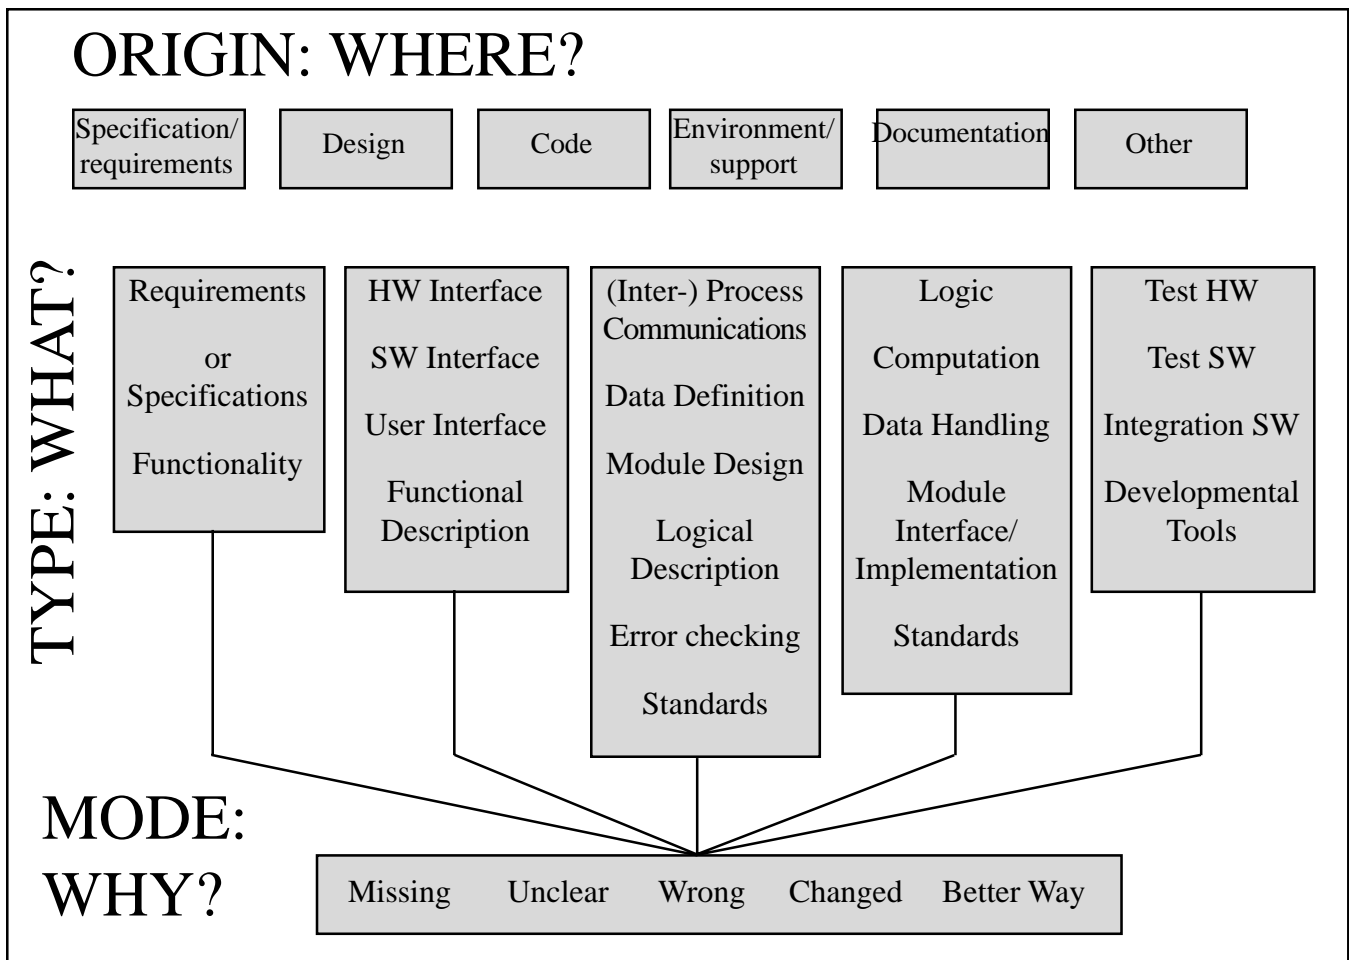 ORIGIN: WHERE?
Specification/
requirements
Design
Code
Environment/
support
Documentation
Other
TYPE: WHAT?
Requirements
or
Specifications
Functionality
HW Interface
SW Interface
User Interface
Functional
Description
(Inter-) Process
Communications
Data Definition
Module Design
Logical
Description
Error checking
Standards
Logic
Computation
Data Handling
Module
Interface/
Implementation
Standards
Test HW
Test SW
Integration SW
Developmental
Tools
MODE:
WHY?
Missing Unclear Wrong Changed Better Way